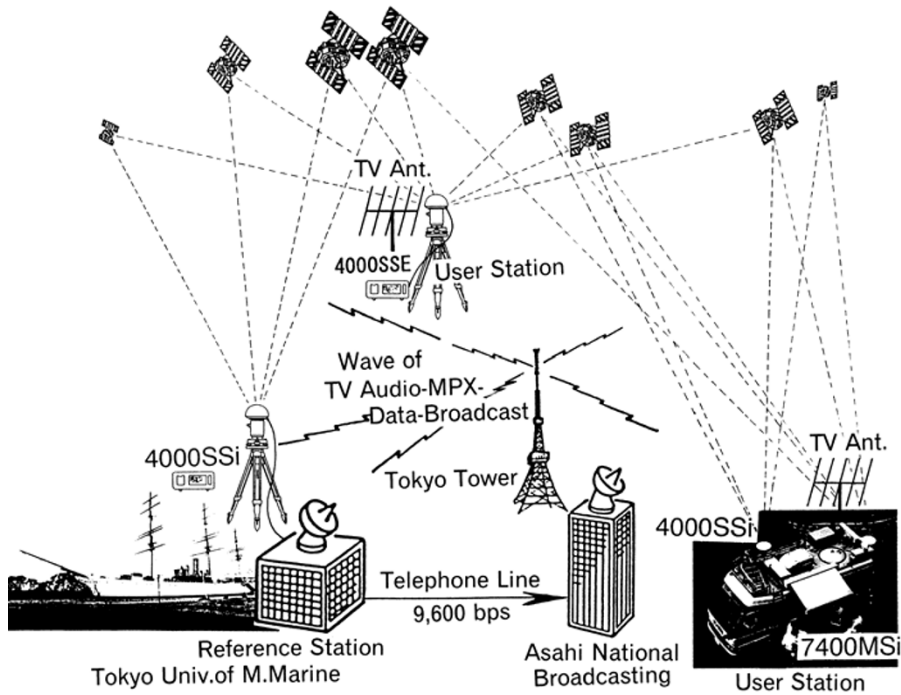 TV Ant.
4000SSE
User Station
Wave of
TV Audio-MPX-
Data-Broadcast
4000SSi
Tokyo Tower
TV Ant.
4000SSi
Telephone Line
9,600 bps
7400MSi
Reference Station
Tokyo Univ.of M.Marine
Asahi National
Broadcasting
User Station